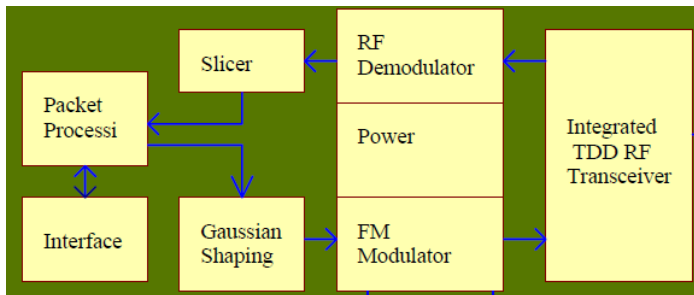 Slicer
RF
Demodulator
Packet
Processi
Power
Integrated
TDD RF
Transceiver
Interface
Gaussian
Shaping
FM
Modulator